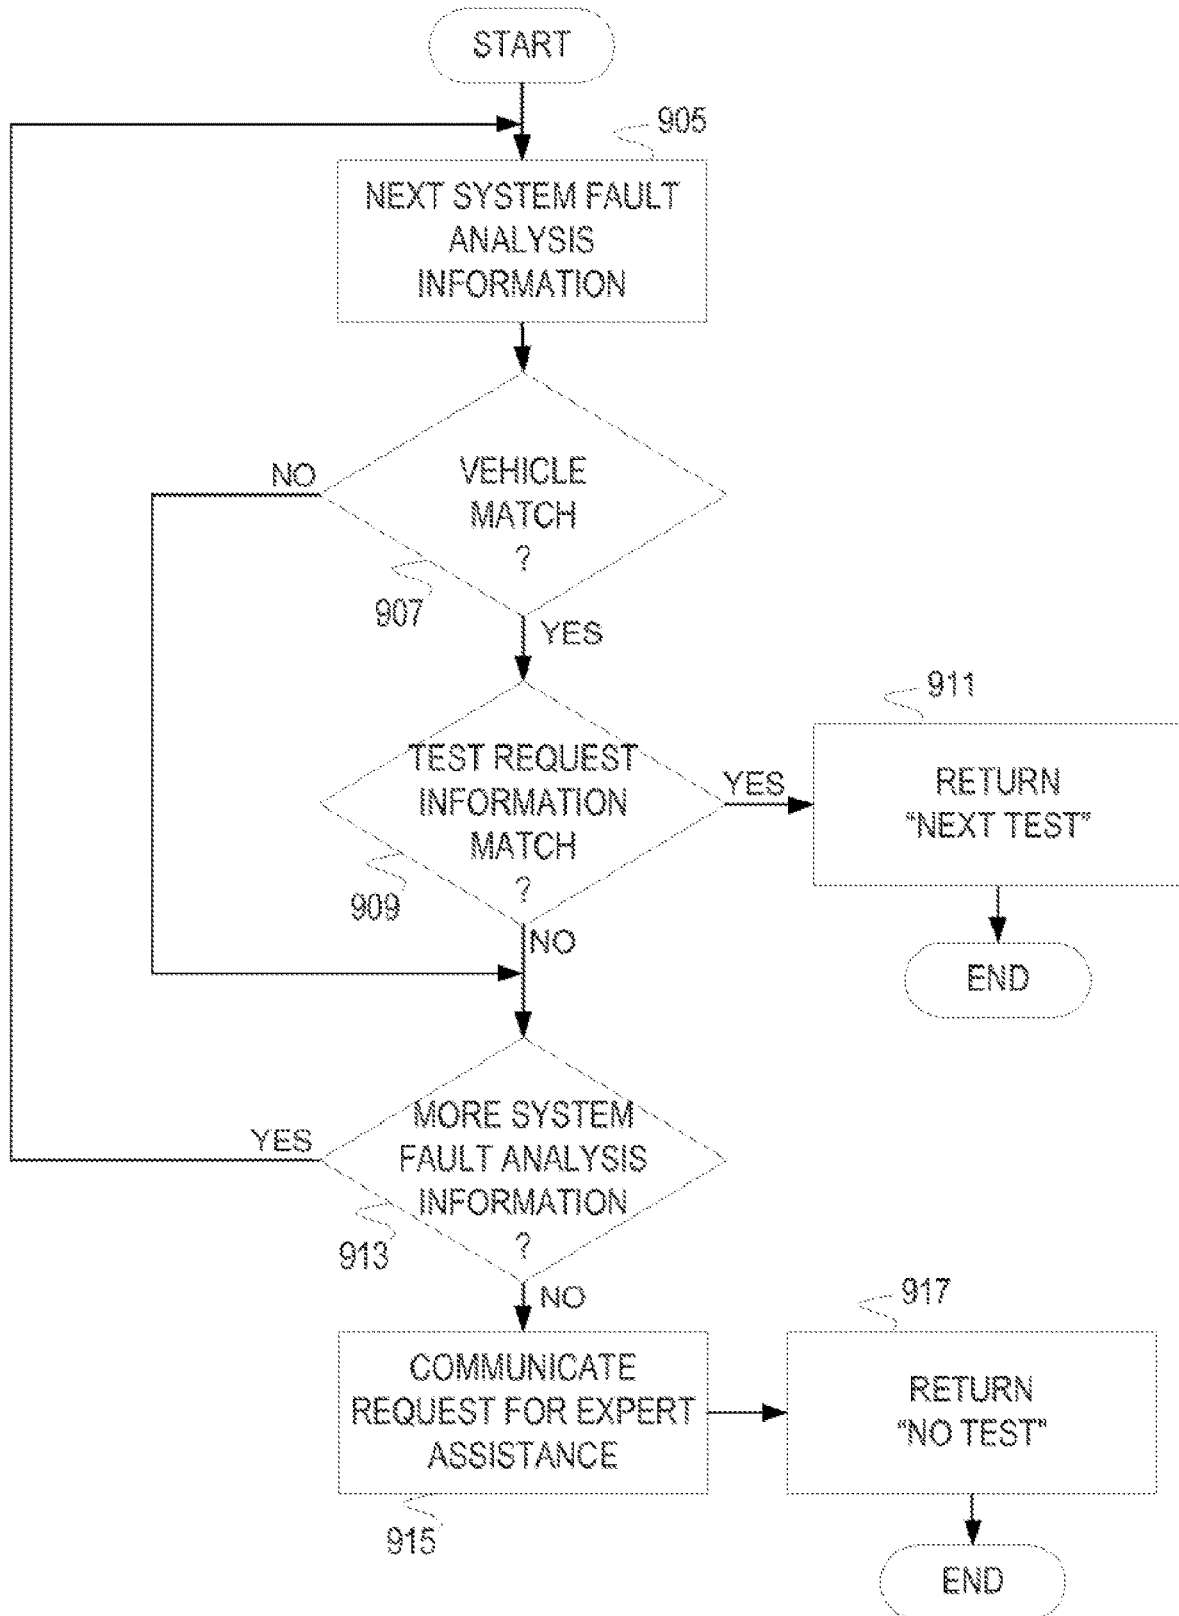 START
905
NEXT SYSTEM FAULT
ANALYSIS
INFORMATION
NO
VEHICLE
MATCH
?
907
YES
911
TEST REQUEST
INFORMATION
MATCH
?
YES
RETURN
“NEXT TEST”
909
NO
END
MORE SYSTEM
FAULT ANALYSIS
INFORMATION
?
YES
913
NO
917
COMMUNICATE
REQUEST FOR EXPERT
ASSISTANCE
RETURN
“NO TEST”
915
END